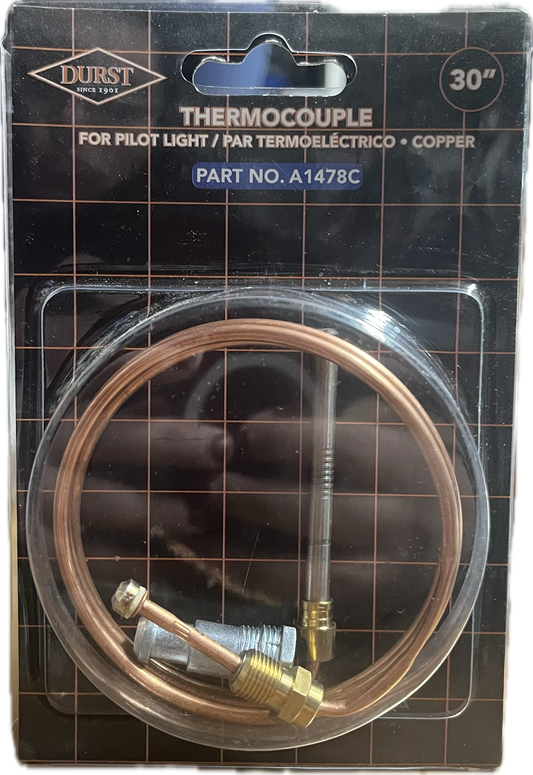 DURST
SINCE 1901
30"
THERMOCOUPLE
FOR PILOT LIGHT / PAR TERMOELÉCTRICO • COPPER
PART NO. A1478C